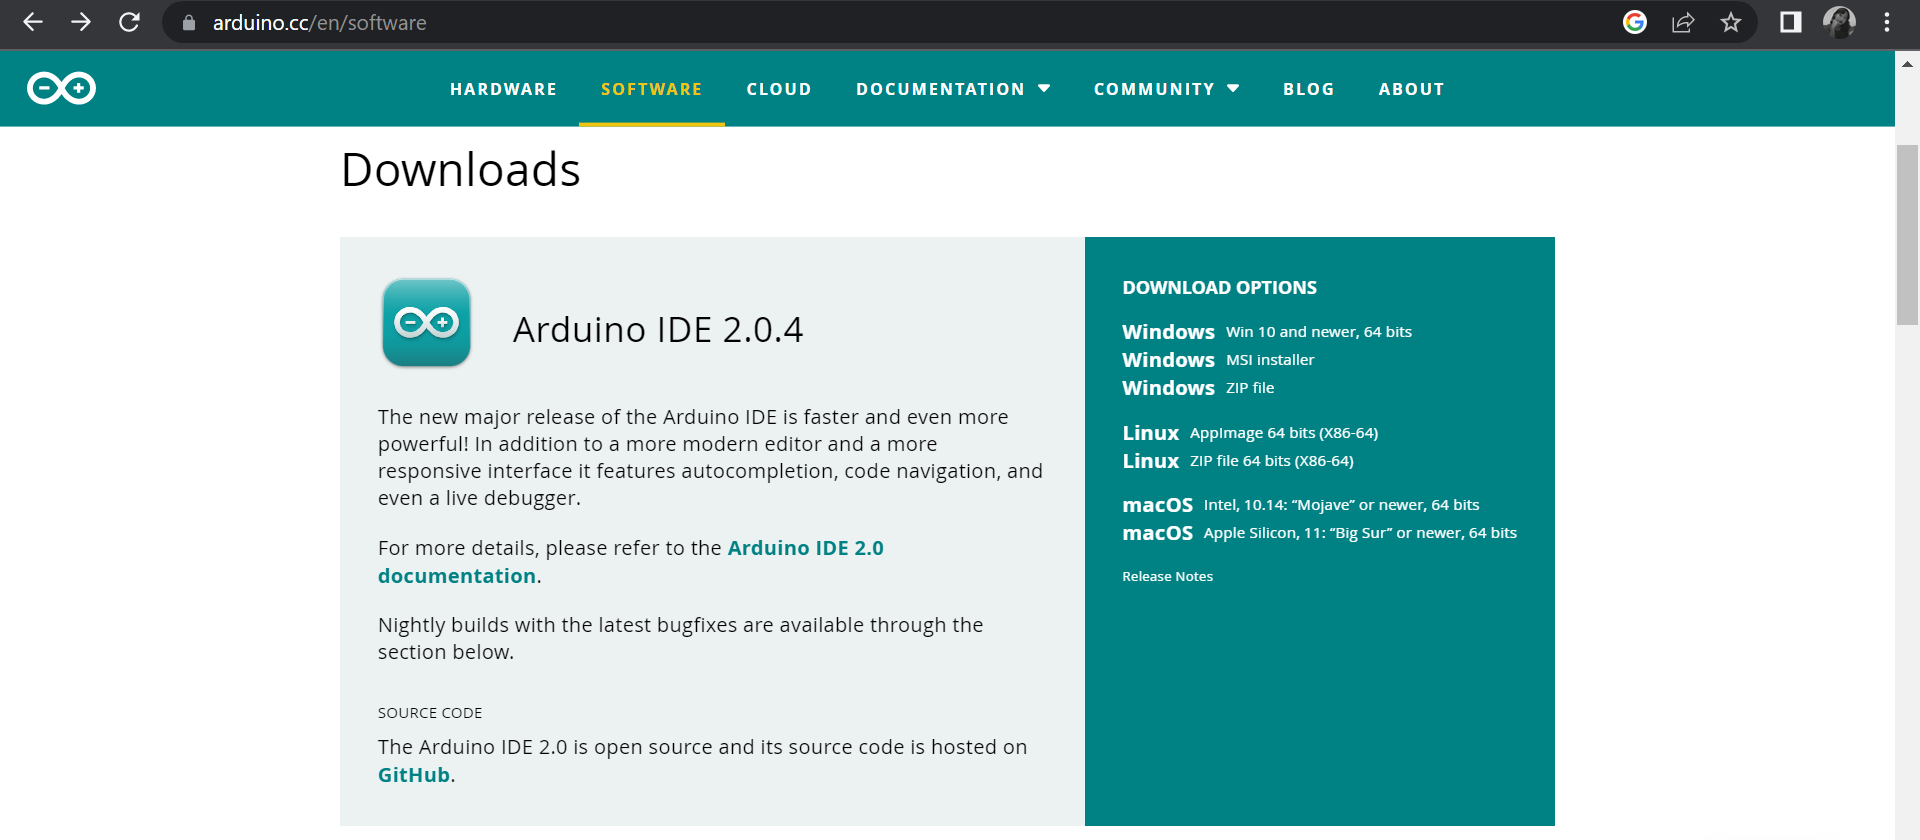 arduino.cc/en/software
HARDWARE SOFTWARE CLOUD DOCUMENTATION COMMUNITY BLOG ABOUT
Downloads
Arduino IDE 2.0.4
The new major release of the Arduino IDE is faster and even more
powerful! In addition to a more modern editor and a more
responsive interface it features autocompletion, code navigation, and
even a live debugger.
For more details, please refer to the Arduino IDE 2.0
documentation.
Nightly builds with the latest bugfixes are available through the
section below.
SOURCE CODE
The Arduino IDE 2.0 is open source and its source code is hosted on
GitHub.
DOWNLOAD OPTIONS
Windows Win 10 and newer, 64 bits
Windows MSI installer
Windows ZIP file
Linux AppImage 64 bits (X86-64)
Linux ZIP file 64 bits (X86-64)
macOS Intel, 10.14: “Mojave” or newer, 64 bits
macOS Apple Silicon, 11: “Big Sur” or newer, 64 bits
Release Notes